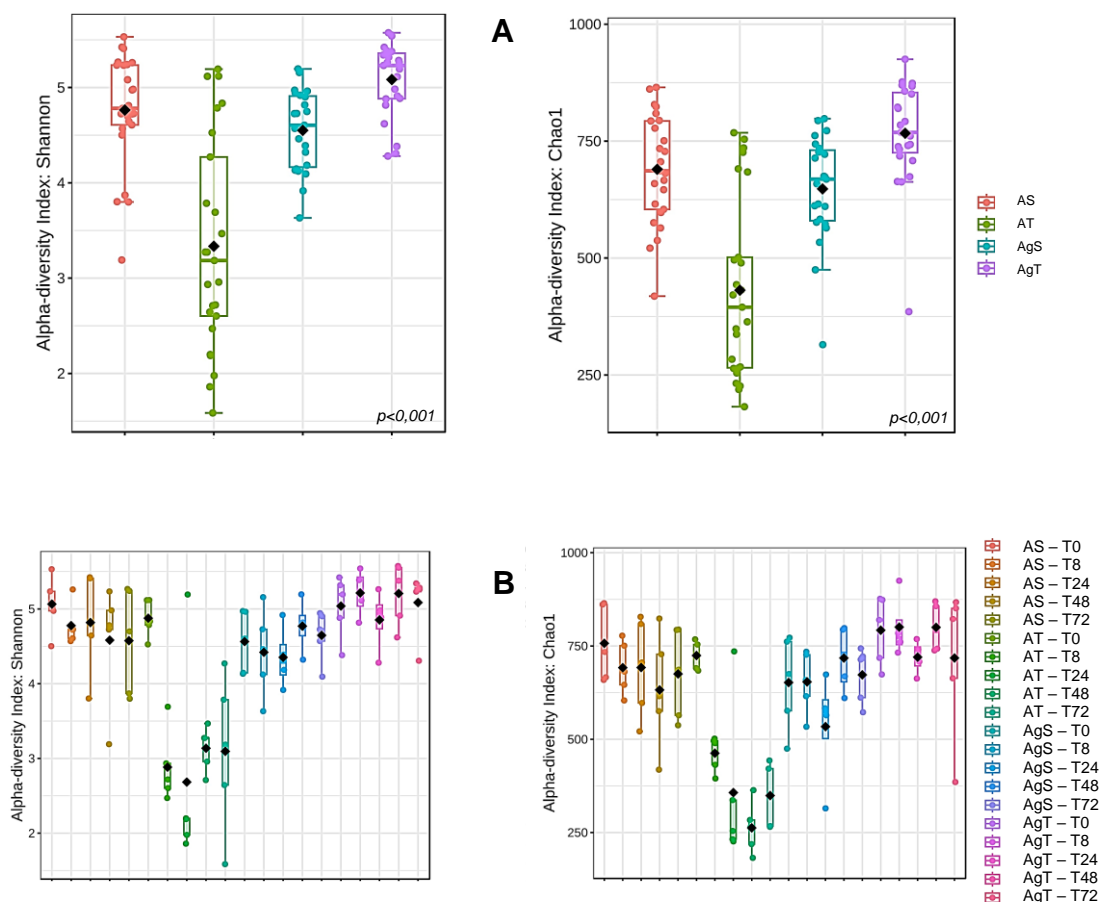 A
Alpha-diversity Index: Shannon
5
4
3
2
p<0,001
Alpha-diversity Index: Chao1
1000
750
500
250
p<0,001
AS
AT
AgS
AgT
B
Alpha-diversity Index: Shannon
5
4
3
2
Alpha-diversity Index: Chao1
1000
750
500
250
AS – T0
AS – T8
AS – T24
AS – T48
AS – T72
AT – T0
AT – T8
AT – T24
AT – T48
AT – T72
AgS – T0
AgS – T8
AgS – T24
AgS – T48
AgS – T72
AgT – T0
AgT – T8
AgT – T24
AgT – T48
AgT – T72